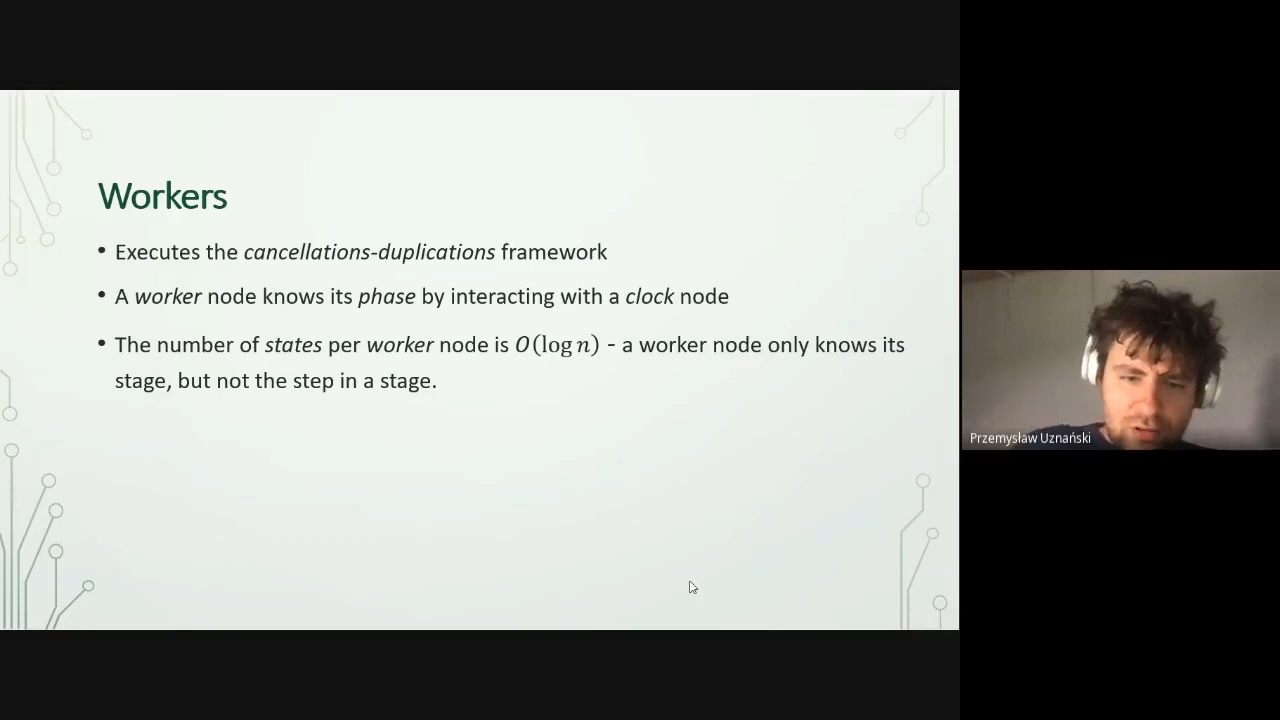 Workers
• Executes the cancellations-duplications framework
• A worker node knows its phase by interacting with a clock node
• The number of states per worker node is O(log n) - a worker node only knows its
stage, but not the step in a stage.
Przemysław Uznański